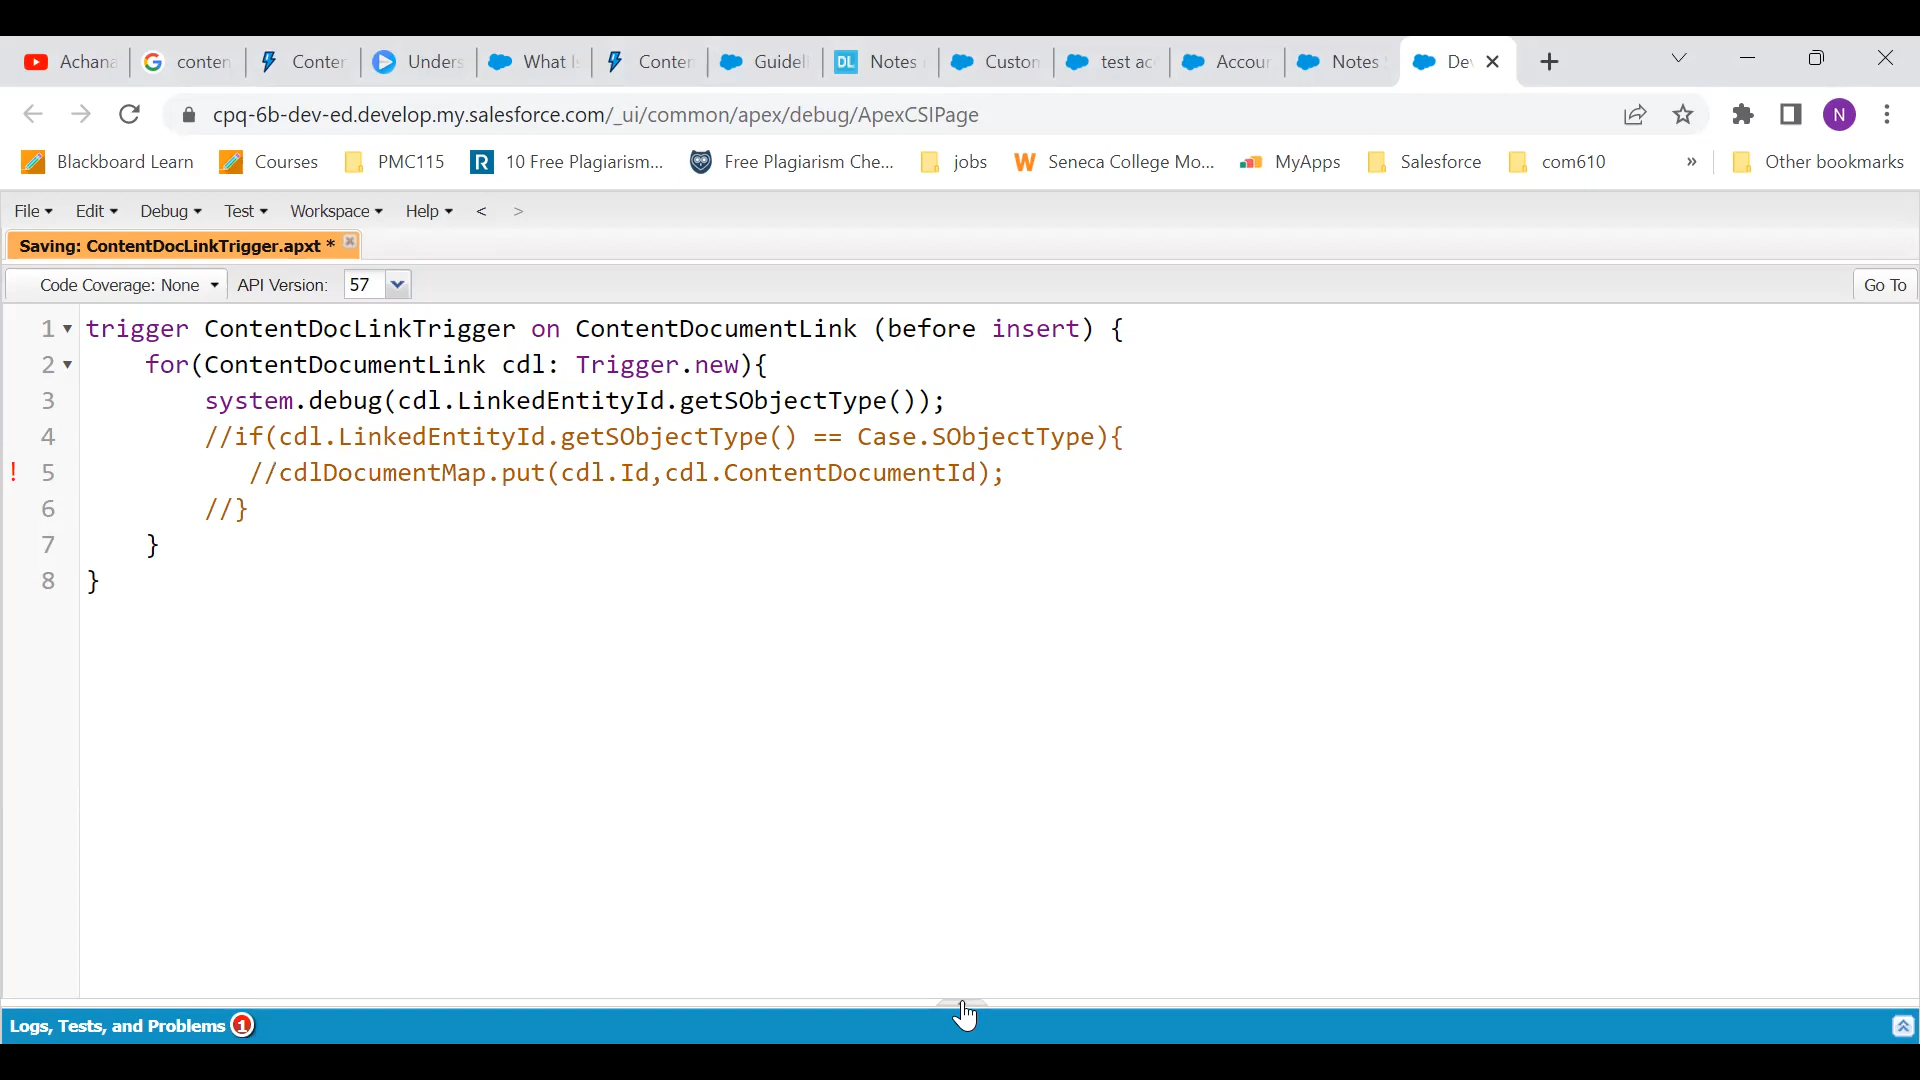 Achana conten Conter Unders What Is Conten Guideli DL Notes Custon test acc Accour Notes De
cpq-6b-dev-ed.develop.my.salesforce.com/_ui/common/apex/debug/ApexCSIPage N
Blackboard Learn Courses PMC115 R 10 Free Plagiarism... Free Plagiarism Che... jobs W Seneca College Mo... MyApps Salesforce com610 » Other bookmarks
File Edit Debug Test Workspace Help < >
Saving: ContentDocLinkTrigger.apxt *
Code Coverage: None API Version: 57 Go To
1 trigger ContentDocLinkTrigger on ContentDocumentLink (before insert) {
2 for(ContentDocumentLink cdl: Trigger.new){
3 system.debug(cdl.LinkedEntityId.getSObjectType());
4 //if(cdl.LinkedEntityId.getSObjectType() == Case.SObjectType){
! 5 //cdlDocumentMap.put(cdl.Id,cdl.ContentDocumentId);
6 //}
7 }
8 }
Logs, Tests, and Problems 1